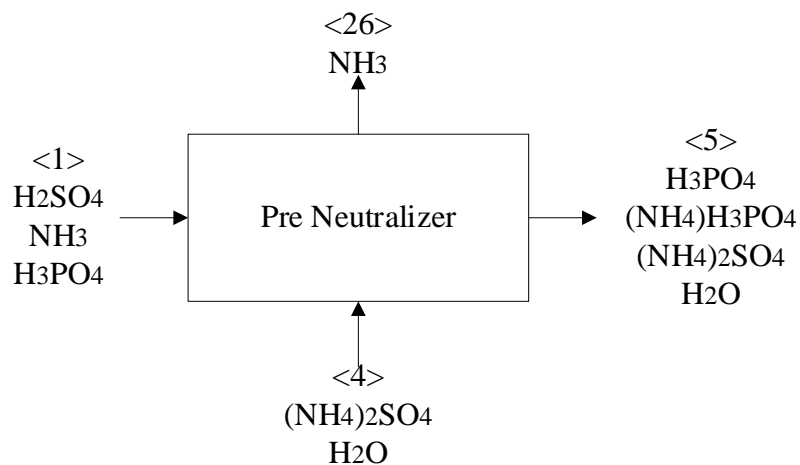 <26>
NH3
<1>
H2SO4
NH3
H3PO4
Pre Neutralizer
<5>
H3PO4
(NH4)H3PO4
(NH4)2SO4
H2O
<4>
(NH4)2SO4
H2O